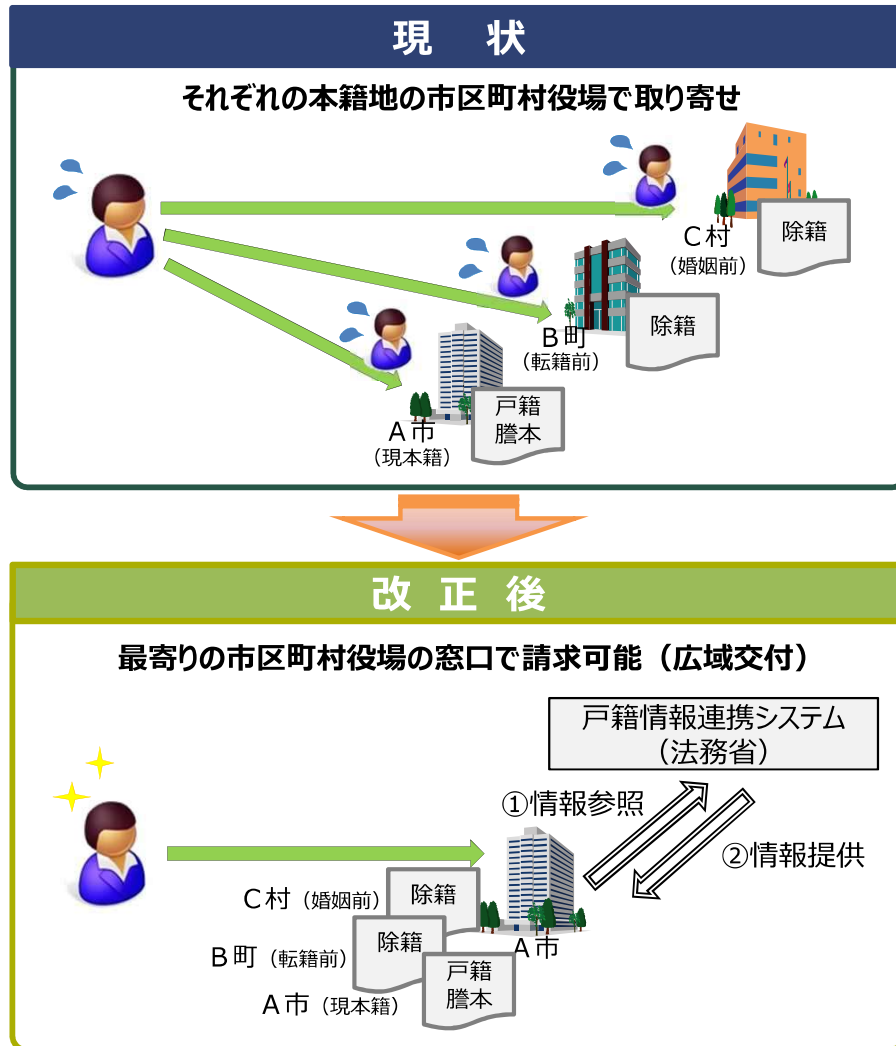 現 状
それぞれの本籍地の市区町村役場で取り寄せ
C村
（婚姻前）
除籍
B町
（転籍前）
除籍
A市
（現本籍）
戸籍
謄本
改 正 後
最寄りの市区町村役場の窓口で請求可能（広域交付）
戸籍情報連携システム
（法務省）
①情報参照
②情報提供
C村（婚姻前）
除籍
B町（転籍前）
除籍
A市
A市（現本籍）
戸籍
謄本